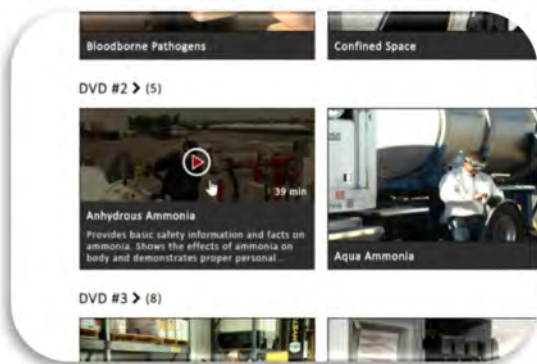 Bloodborne Pathogens
Confined Space
DVD #2 > (5)
39 min
Anhydrous Ammonia
Provides basic safety information and facts on
ammonia. Shows the effects of ammonia on
body and demonstrates proper personal...
Aqua Ammonia
DVD #3 > (8)